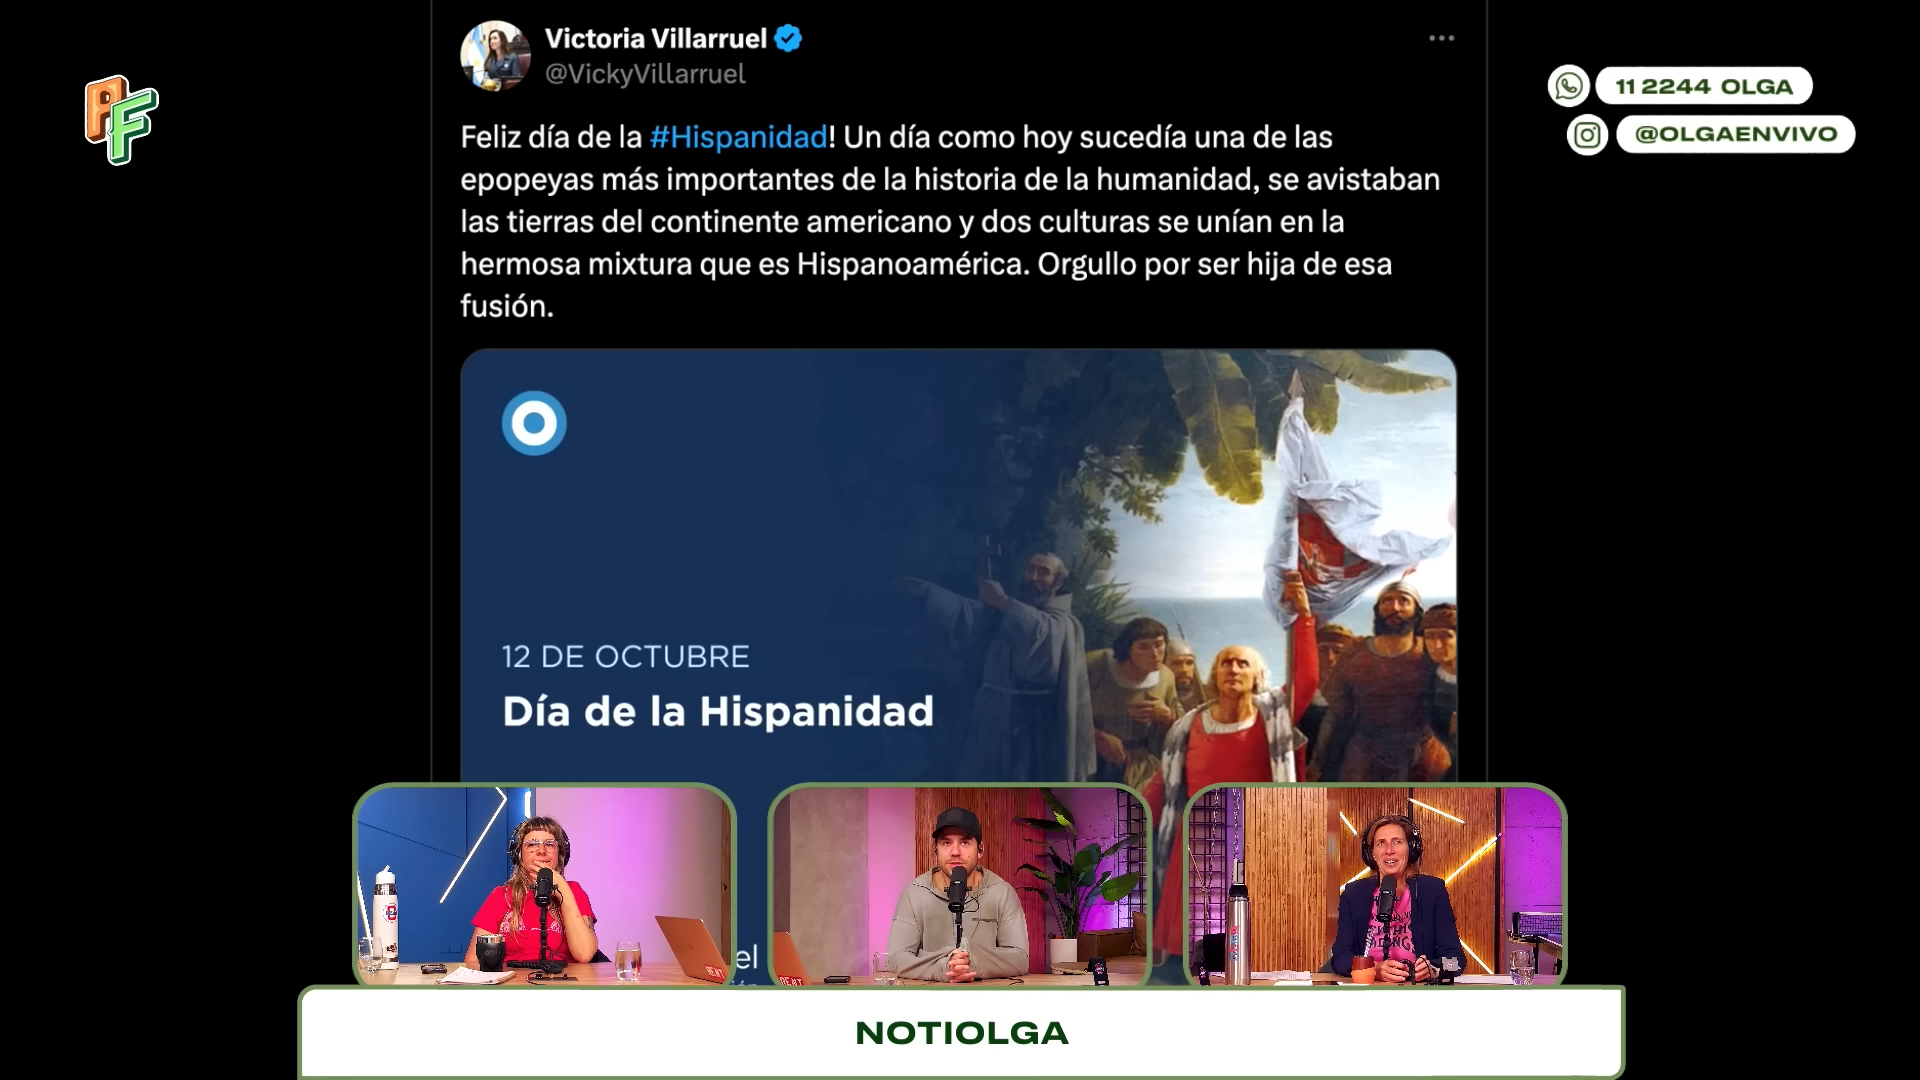 Victoria Villarruel
@VickyVillarruel
Feliz día de la #Hispanidad! Un día como hoy sucedía una de las
epopeyas más importantes de la historia de la humanidad, se avistaban
las tierras del continente americano y dos culturas se unían en la
hermosa mixtura que es Hispanoamérica. Orgullo por ser hija de esa
fusión.
12 DE OCTUBRE
Día de la Hispanidad
PF
11 2244 OLGA
@OLGAENVIVO
el
NOTIOLGA